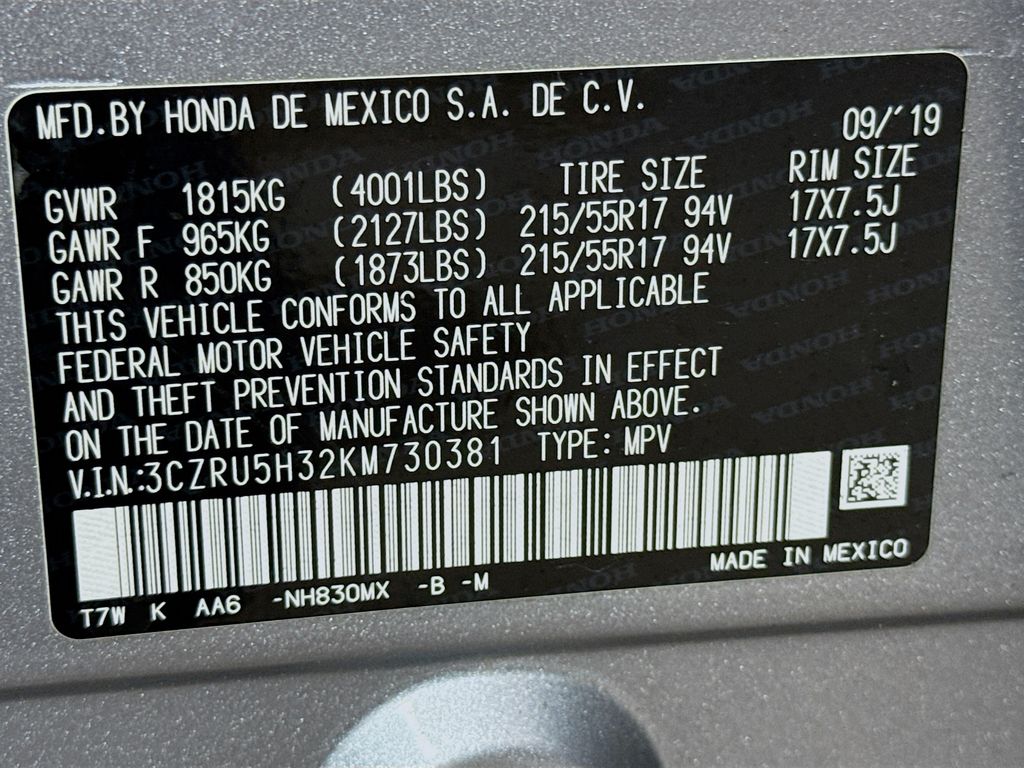 MFD.BY HONDA DE MEXICO S.A. DE C.V.
09/'19
GVWR 1815KG (4001LBS) TIRE SIZE RIM SIZE
GAWR F 965KG (2127LBS) 215/55R17 94V 17X7.5J
GAWR R 850KG (1873LBS) 215/55R17 94V 17X7.5J
THIS VEHICLE CONFORMS TO ALL APPLICABLE
FEDERAL MOTOR VEHICLE SAFETY
AND THEFT PREVENTION STANDARDS IN EFFECT
ON THE DATE OF MANUFACTURE SHOWN ABOVE.
V.I.N.:3CZRU5H32KM730381 TYPE: MPV
MADE IN MEXICO
T7W K AA6 -NH830MX -B -M